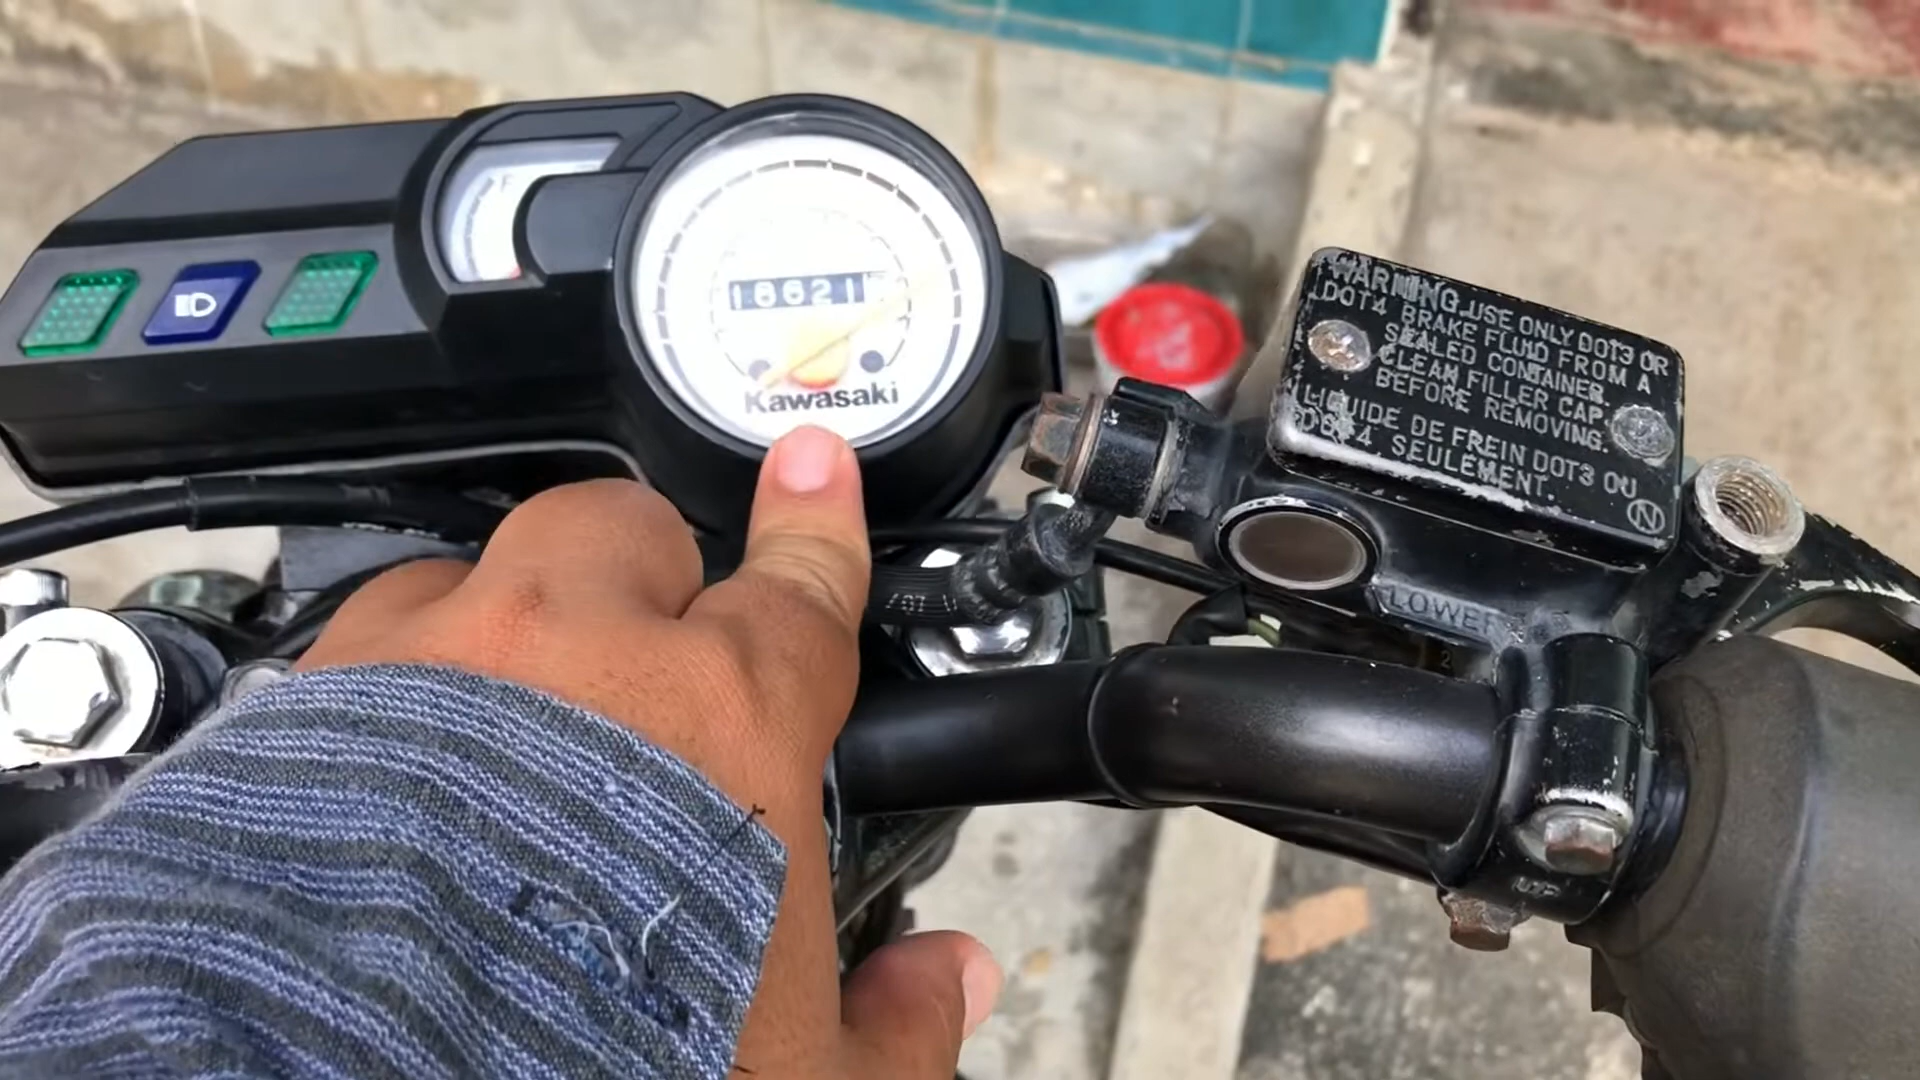 F
18621
Kawasaki
WARNING USE ONLY DOT3 OR
DOT4 BRAKE FLUID FROM A
SEALED CONTAINER.
CLEAN FILLER CAP
BEFORE REMOVING.
LIQUIDE DE FREIN DOT3 OU
DOT4 SEULEMENT.
N
LOWER